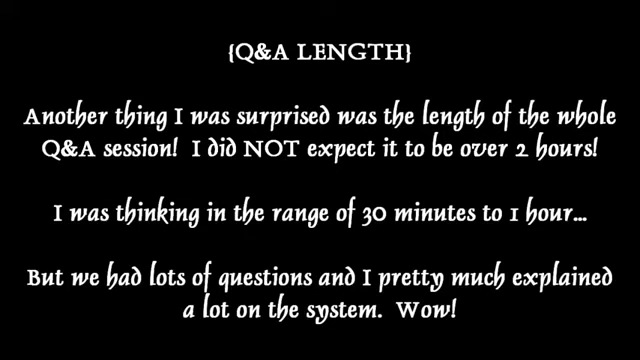 {Q&A LENGTH}
Another thing I was surprised was the length of the whole
Q&A session!  I did NOT expect it to be over 2 hours!
I was thinking in the range of 30 minutes to 1 hour...
But we had lots of questions and I pretty much explained
a lot on the system.  Wow!